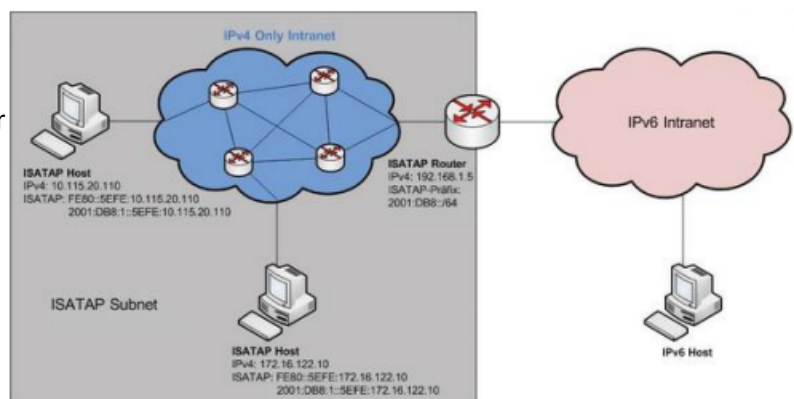 IPv4 Only Intranet
r
ISATAP Host
IPv4: 10.115.20.110
ISATAP: FE80::5EFE:10.115.20.110
2001:DB8:1::5EFE:10.115.20.110
ISATAP Router
IPv4: 192.168.1.5
ISATAP-Präfix:
2001:DB8::/64
IPv6 Intranet
ISATAP Subnet
ISATAP Host
IPv4: 172.16.122.10
ISATAP: FE80::5EFE:172.16.122.10
2001:DB8:1::5EFE:172.16.122.10
IPv6 Host